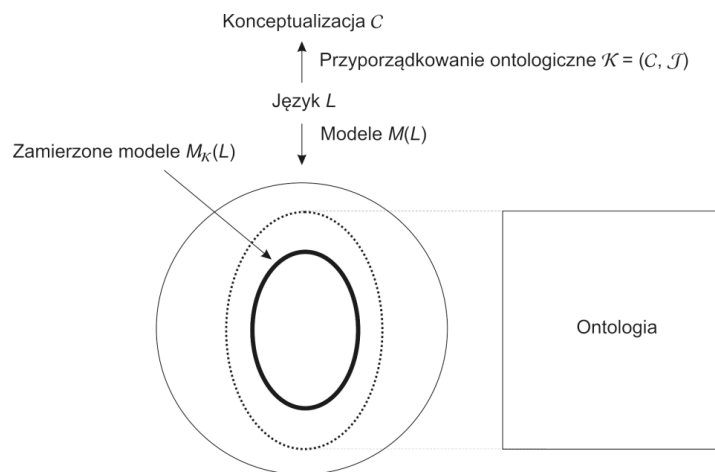 Konceptualizacja 𝒞
Przyporządkowanie ontologiczne 𝒦 = (𝒞, ℐ)
Język L
Modele M(L)
Zamierzone modele M𝒦(L)
Ontologia